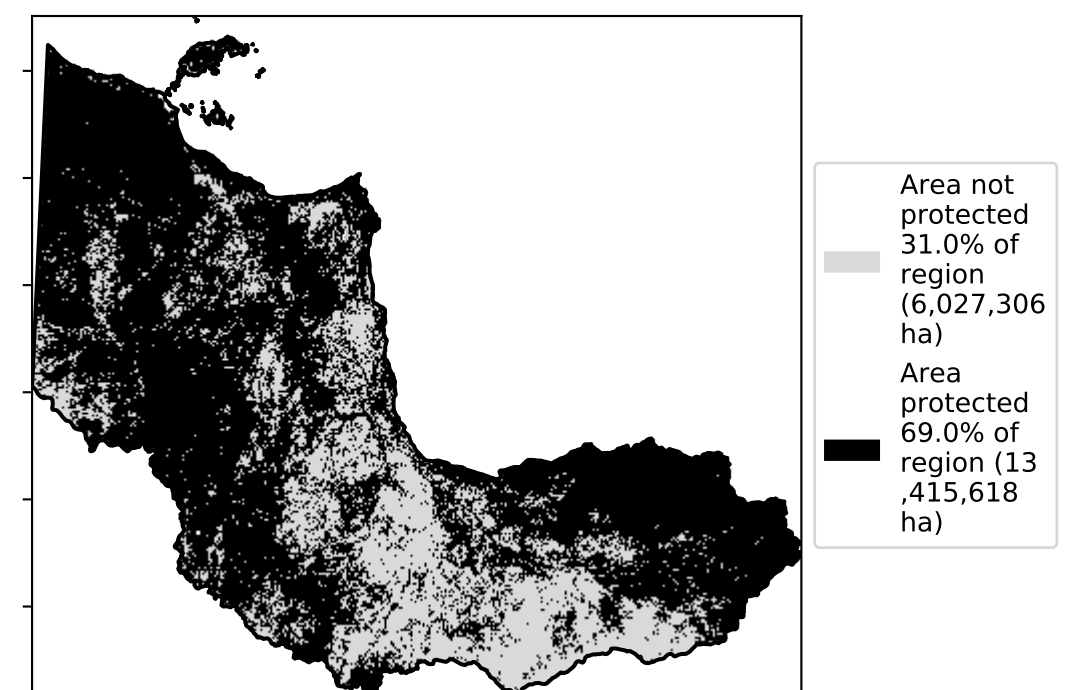 Area not
protected
31.0% of
region
(6,027,306
ha)
Area
protected
69.0% of
region (13
,415,618
ha)